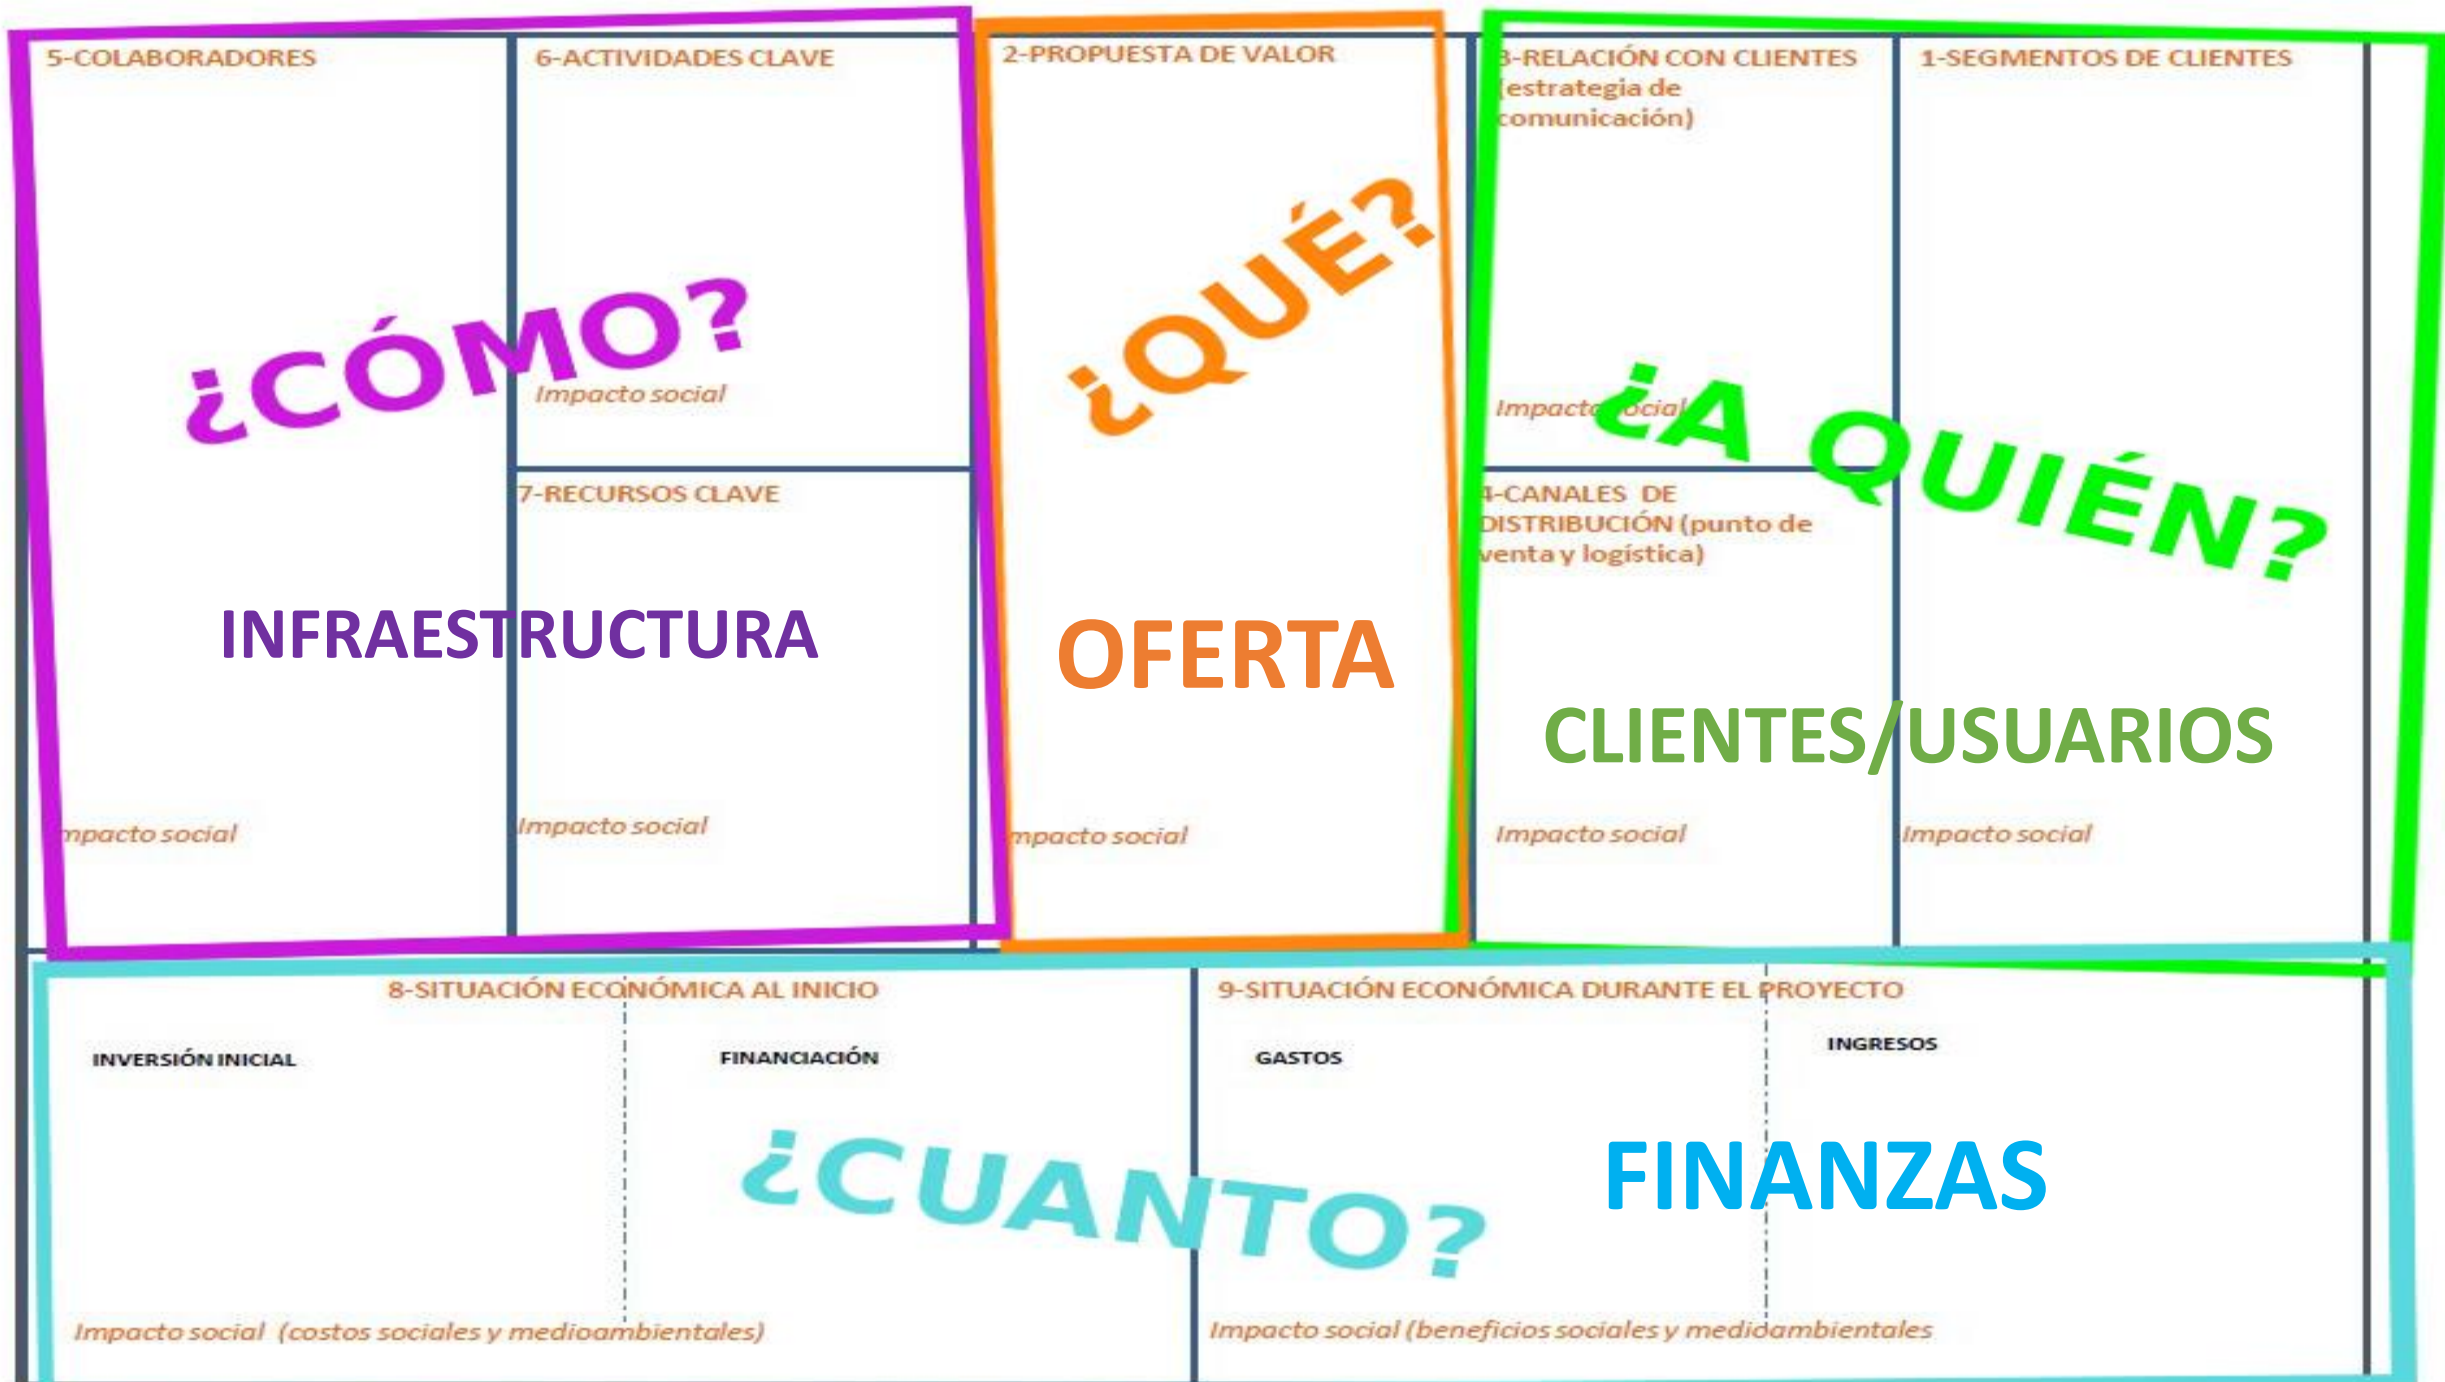 5-COLABORADORES
6-ACTIVIDADES CLAVE
2-PROPUESTA DE VALOR
3-RELACIÓN CON CLIENTES
(estrategia de
comunicación)
1-SEGMENTOS DE CLIENTES
¿CÓMO?
¿QUÉ?
¿A QUIÉN?
Impacto social
Impacto social
7-RECURSOS CLAVE
4-CANALES DE
DISTRIBUCIÓN (punto de
venta y logística)
INFRAESTRUCTURA
OFERTA
CLIENTES/USUARIOS
mpacto social
Impacto social
mpacto social
Impacto social
Impacto social
8-SITUACIÓN ECONÓMICA AL INICIO
9-SITUACIÓN ECONÓMICA DURANTE EL PROYECTO
INVERSIÓN INICIAL
FINANCIACIÓN
GASTOS
INGRESOS
¿CUANTO?
FINANZAS
Impacto social (costos sociales y medioambientales)
Impacto social (beneficios sociales y medioambientales